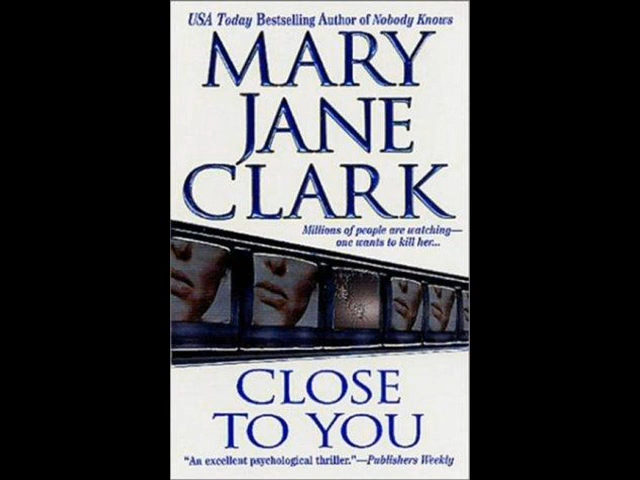 USA Today Bestselling Author of Nobody Knows
MARY
JANE
CLARK
Millions of people are watching—
one wants to kill her...
CLOSE
TO YOU
"An excellent psychological thriller."—Publishers Weekly